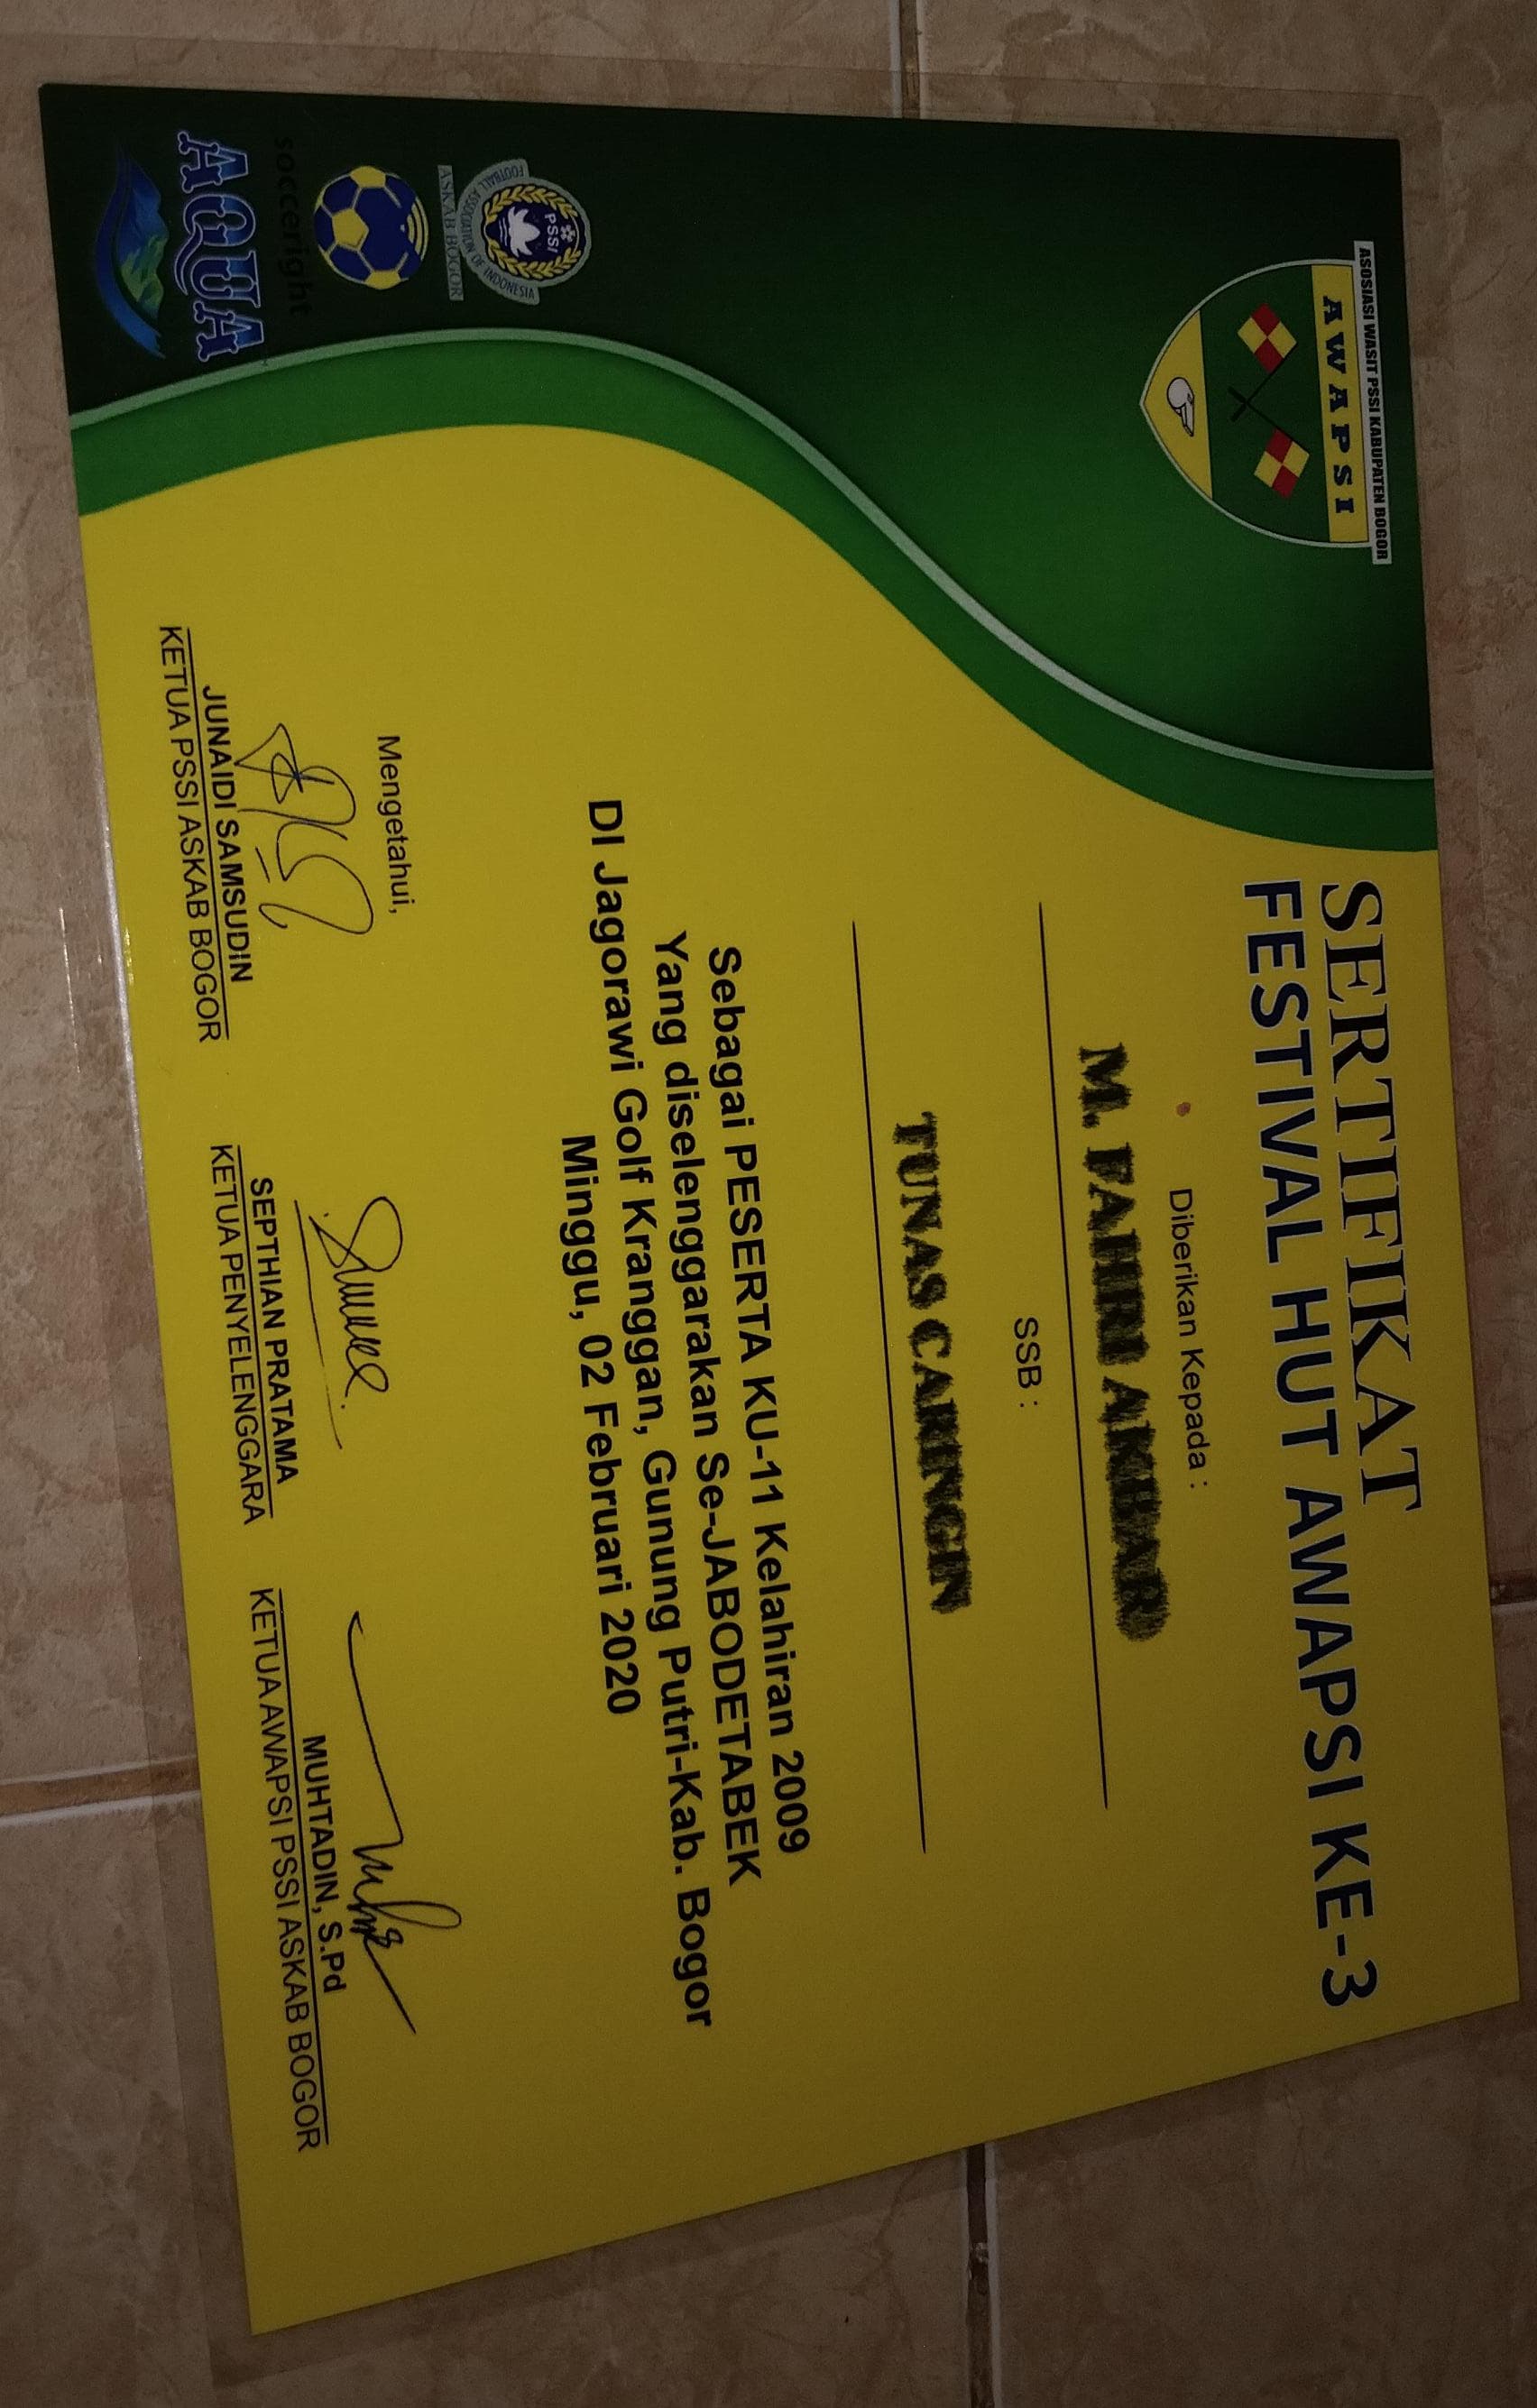 ASOSIASI WASIT PSSI KABUPATEN BOGOR
AWAPSI
SERTIFIKAT
FESTIVAL HUT AWAPSI KE-3
Diberikan Kepada :
M. FAHRI AKBAR
SSB :
TUNAS CARINGIN
Sebagai PESERTA KU-11 Kelahiran 2009
Yang diselenggarakan Se-JABODETABEK
DI Jagorawi Golf Kranggan, Gunung Putri-Kab. Bogor
Minggu, 02 Februari 2020
PSSI
FOOTBALL ASSOCIATION OF INDONESIA
ASKAB BOGOR
socceright
AQUA
Mengetahui,
JUNAIDI SAMSUDIN
KETUA PSSI ASKAB BOGOR
SEPTHIAN PRATAMA
KETUA PENYELENGGARA
MUHTADIN, S.Pd
KETUA AWAPSI PSSI ASKAB BOGOR